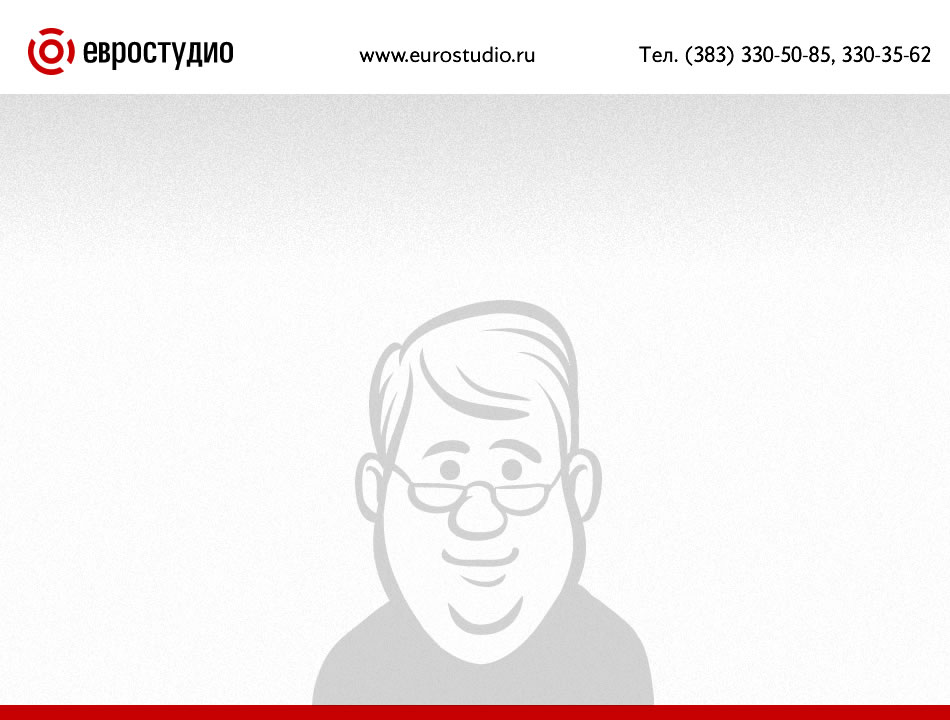 евростудио
www.eurostudio.ru
Тел. (383) 330-50-85, 330-35-62